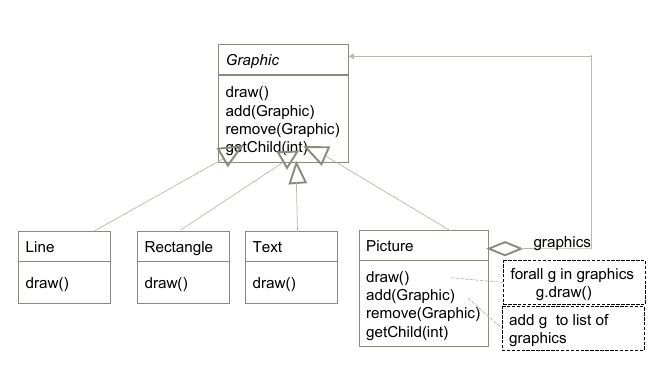 Graphic
draw()
add(Graphic)
remove(Graphic)
getChild(int)
Line
draw()
Rectangle
draw()
Text
draw()
Picture
draw()
add(Graphic)
remove(Graphic)
getChild(int)
graphics
forall g in graphics
g.draw()
add g to list of
graphics